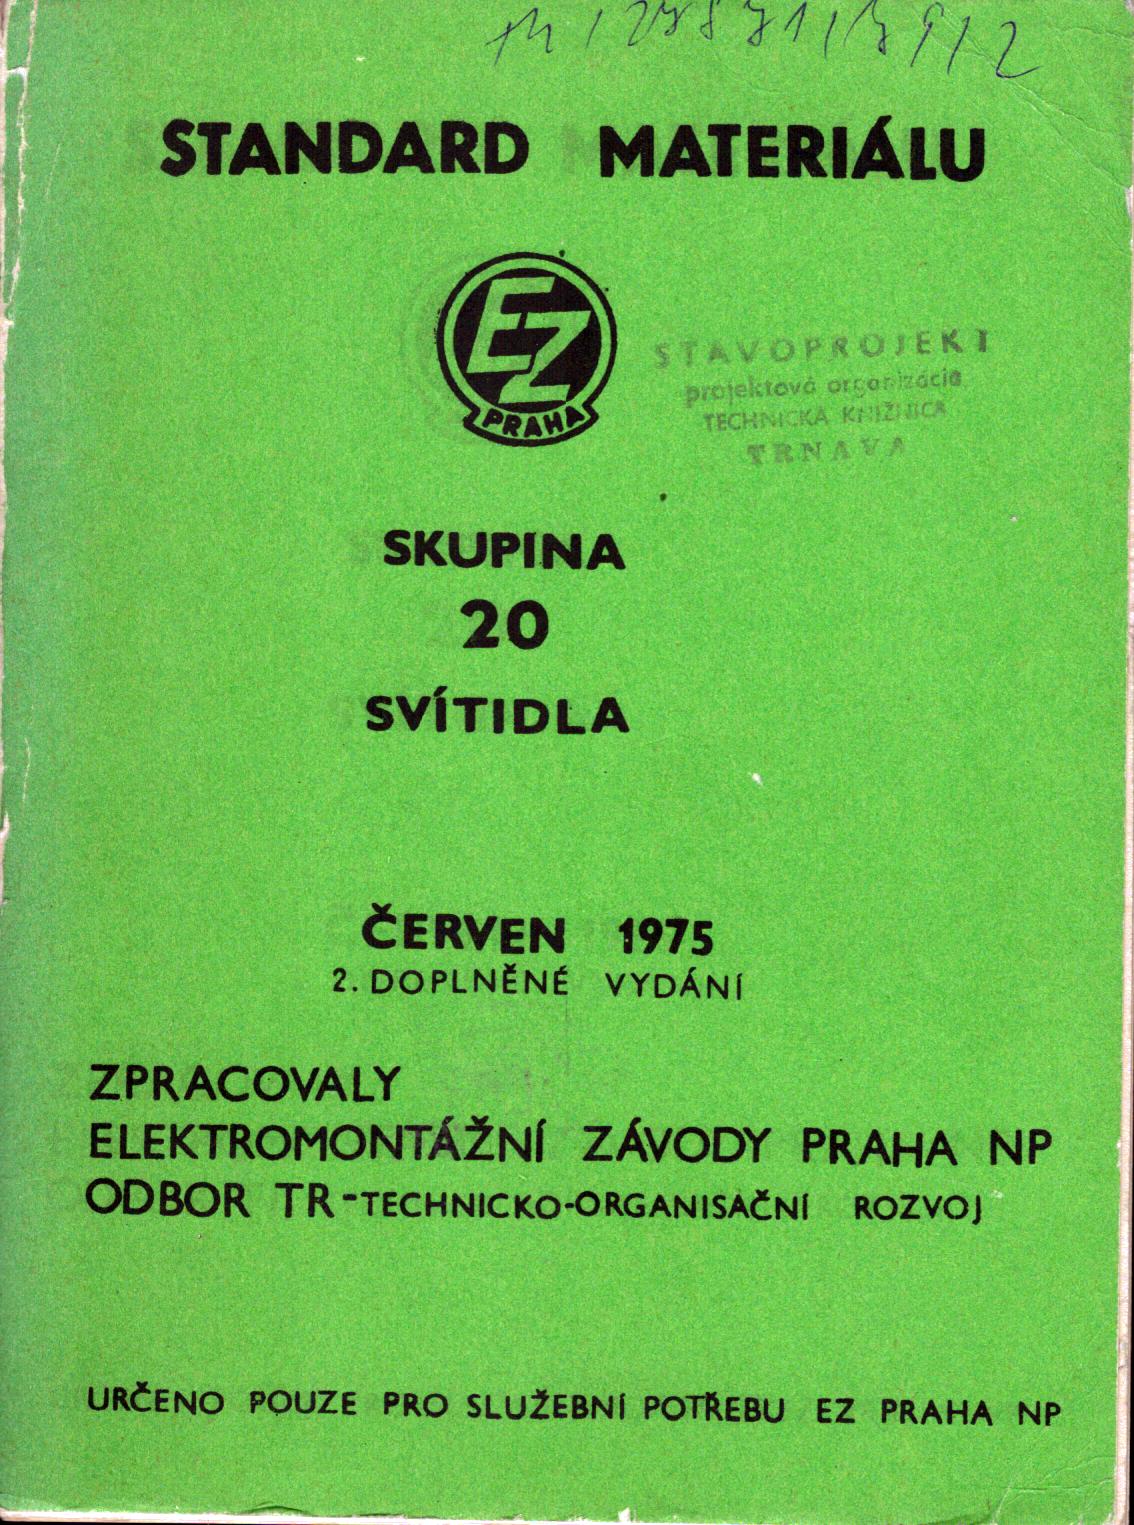 STANDARD MATERIÁLU
EZ
PRAHA
STAVOPROJEKT
projektová organizácia
TECHNICKÁ KNIŽNICA
TRNAVA
SKUPINA
20
SVÍTIDLA
ČERVEN 1975
2. DOPLNĚNÉ VYDÁNÍ
ZPRACOVALY
ELEKTROMONTÁŽNÍ ZÁVODY PRAHA NP
ODBOR TR-TECHNICKO-ORGANISAČNÍ ROZVOJ
URČENO POUZE PRO SLUŽEBNÍ POTŘEBU EZ PRAHA NP